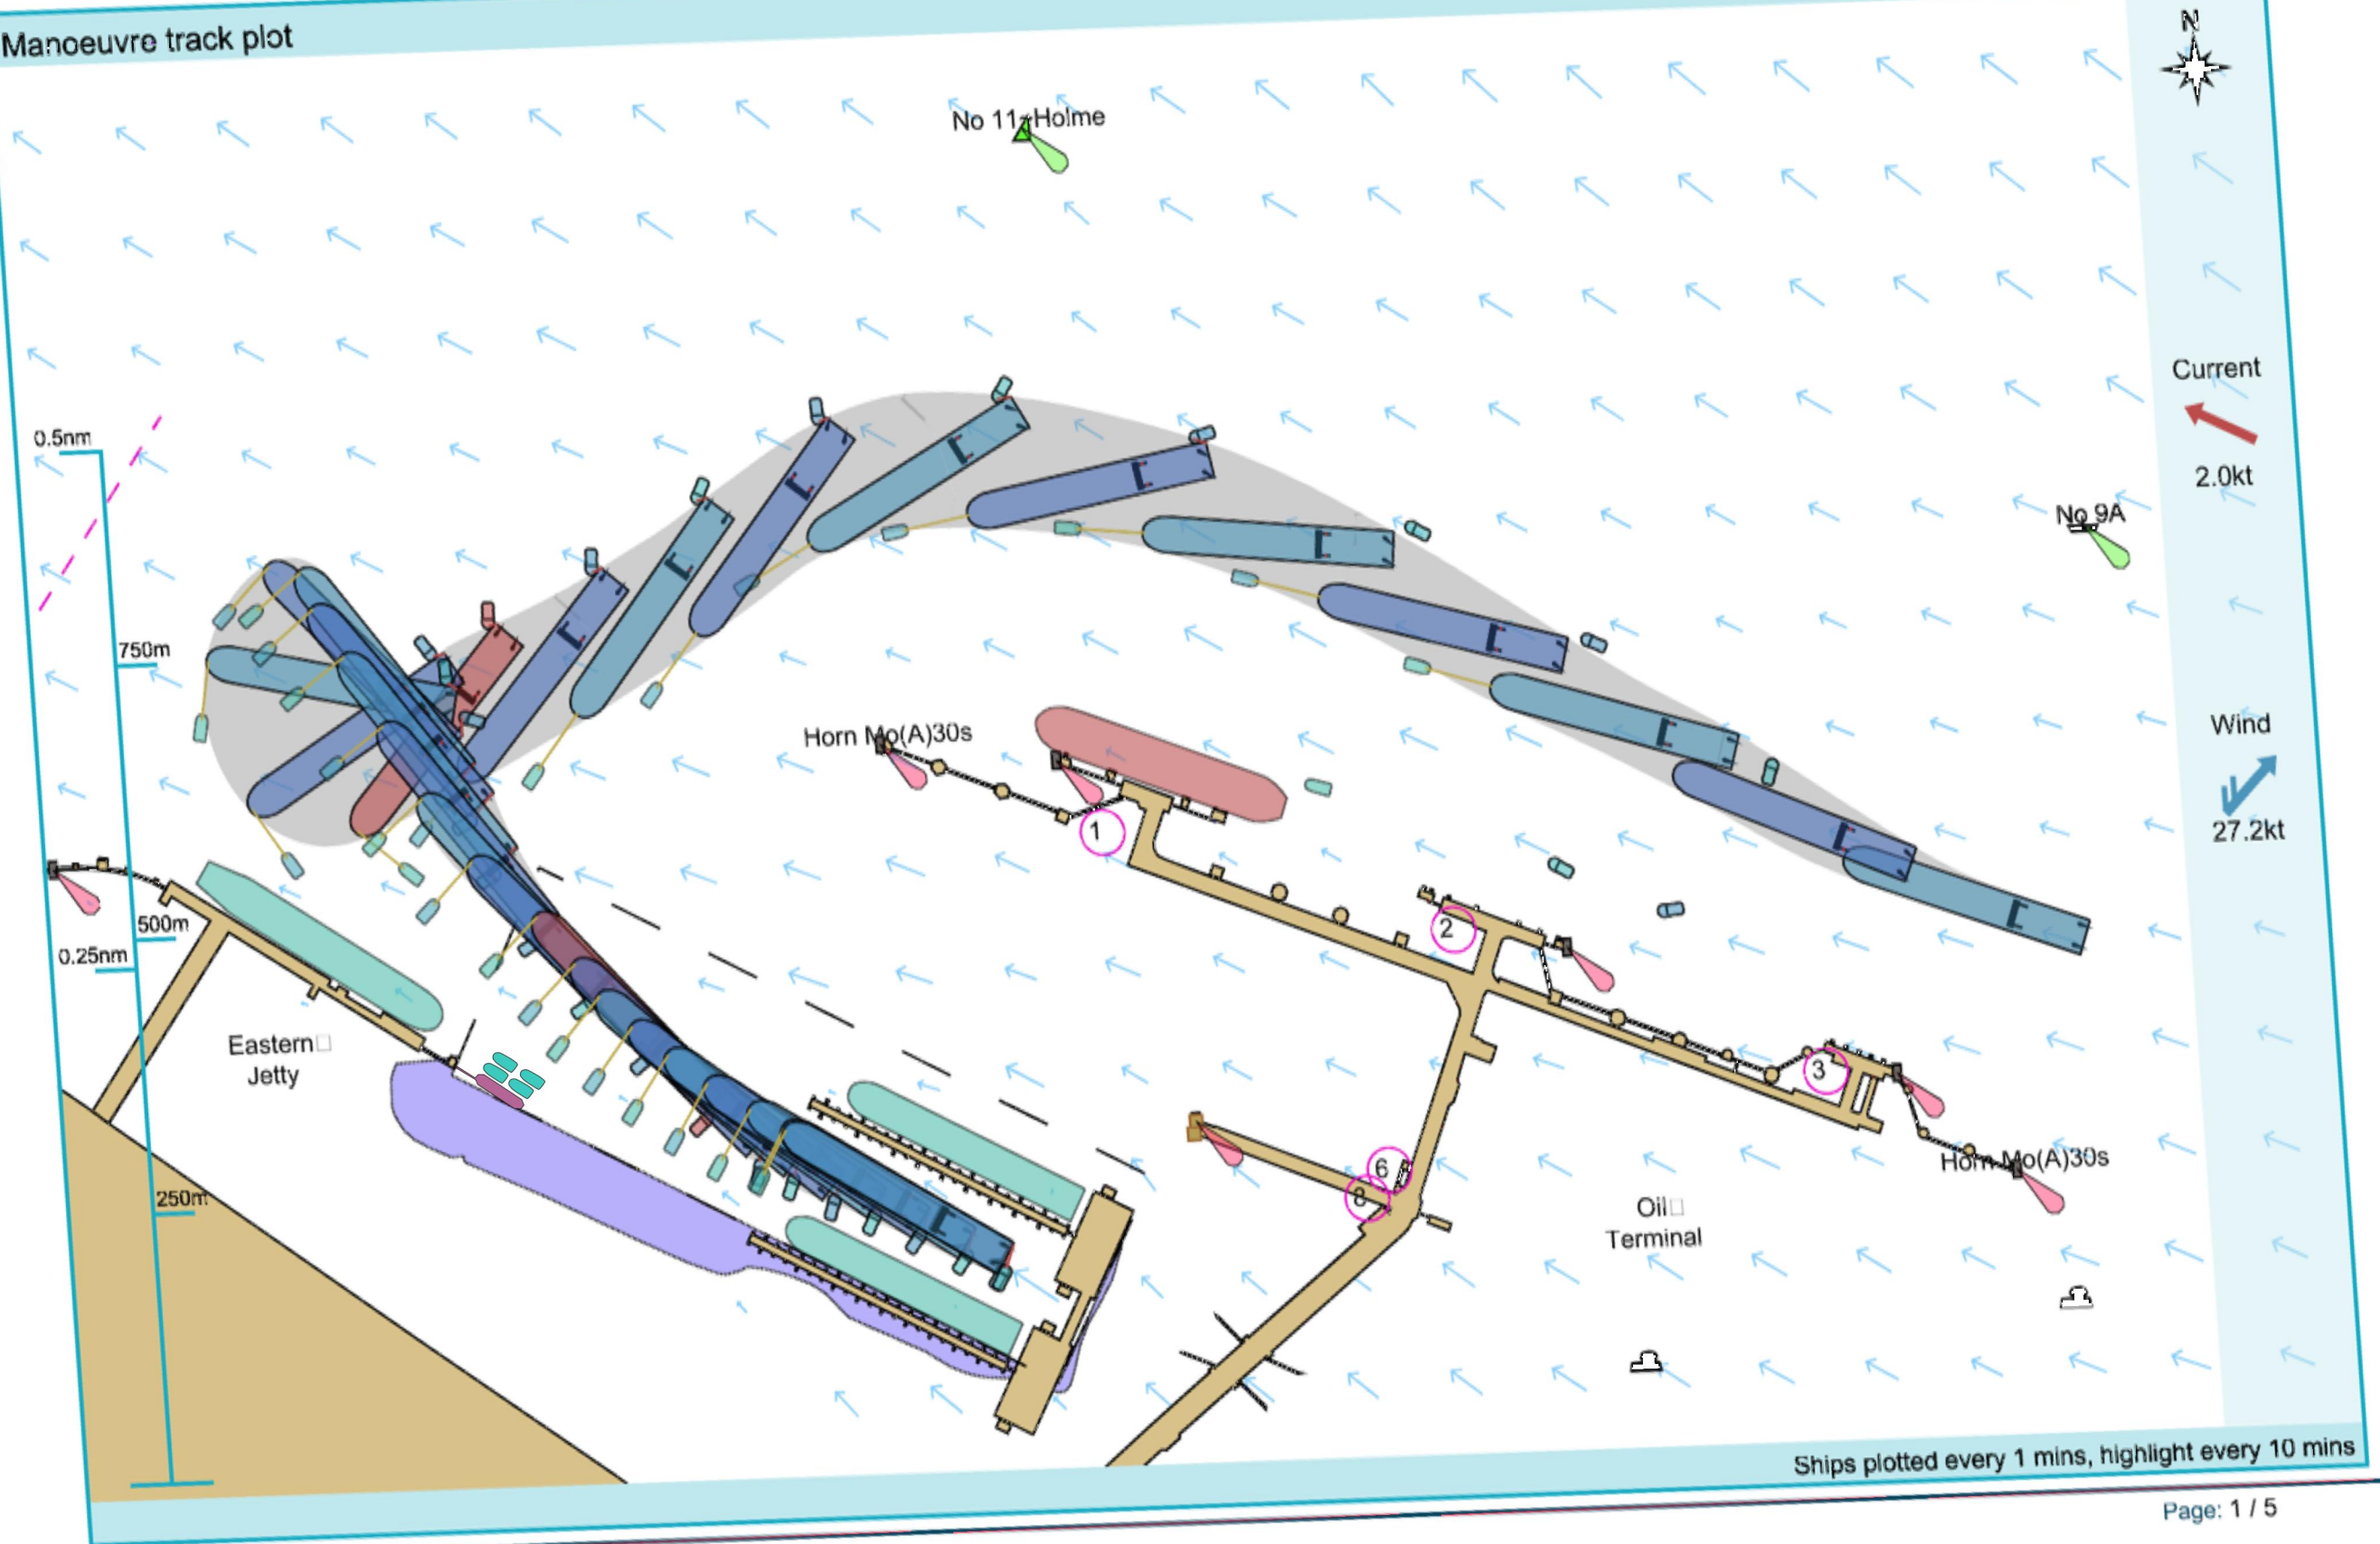 Manoeuvre track plot
N
No 11 Holme
Current
2.0kt
0.5nm
No 9A
750m
Horn Mo(A)30s
Wind
27.2kt
1
500m
2
0.25nm
Eastern
Jetty
3
6
Horn Mo(A)30s
8
250m
Oil
Terminal
Ships plotted every 1 mins, highlight every 10 mins
Page: 1 / 5